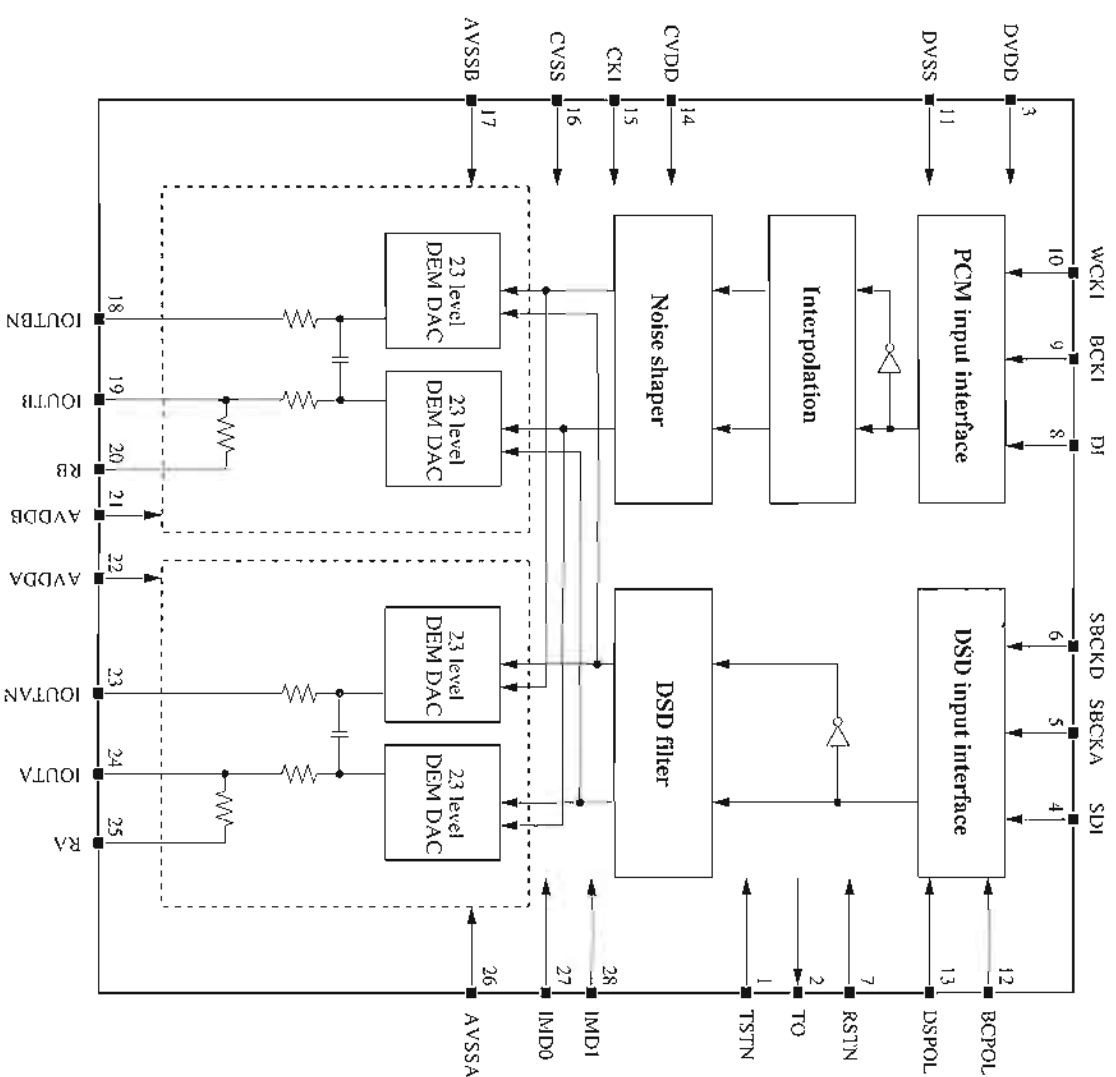 WCKI
BCKI
DI
SBCKD
SBCKA
SDI
10
9
8
6
5
4
DVDD
3
DVSS
11
CVDD
14
CKI
15
CVSS
16
AVSSB
17
PCM input interface
Interpolation
Noise shaper
23 level
DEM DAC
23 level
DEM DAC
DSD input interface
DSD filter
23 level
DEM DAC
23 level
DEM DAC
12
BCPOL
13
DSPOL
7
RSTN
2
TO
1
TSTN
28
IMD1
27
IMD0
26
AVSSA
18
IOUTBN
19
IOUTB
20
RB
21
AVDDB
22
AVDDA
23
IOUTAN
24
IOUTA
25
RA